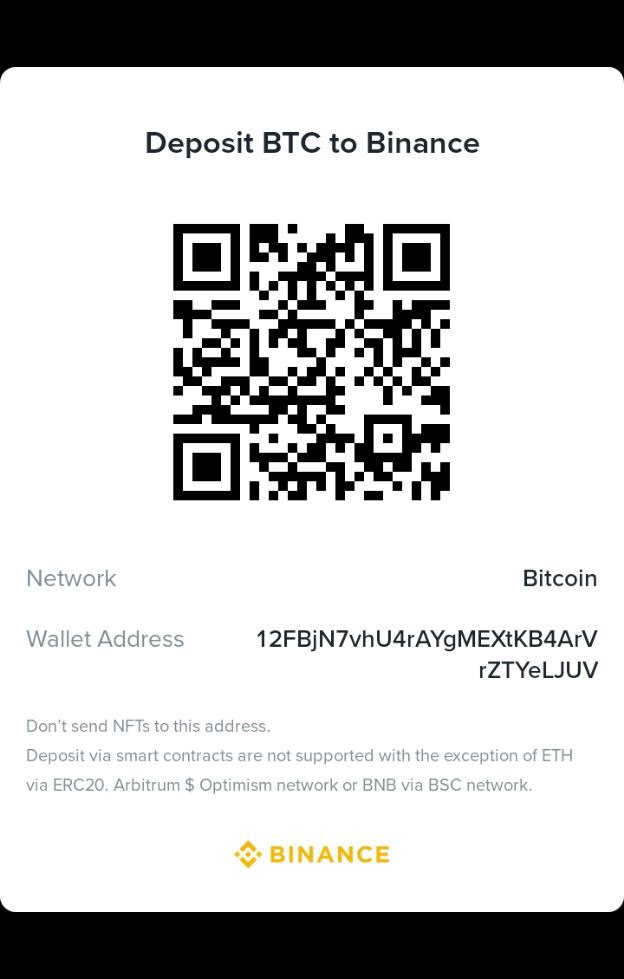 Deposit BTC to Binance
Network
Bitcoin
Wallet Address
12FBjN7vhU4rAYgMEXtKB4ArV
rZTYeLJUV
Don't send NFTs to this address.
Deposit via smart contracts are not supported with the exception of ETH
via ERC20. Arbitrum $ Optimism network or BNB via BSC network.
BINANCE